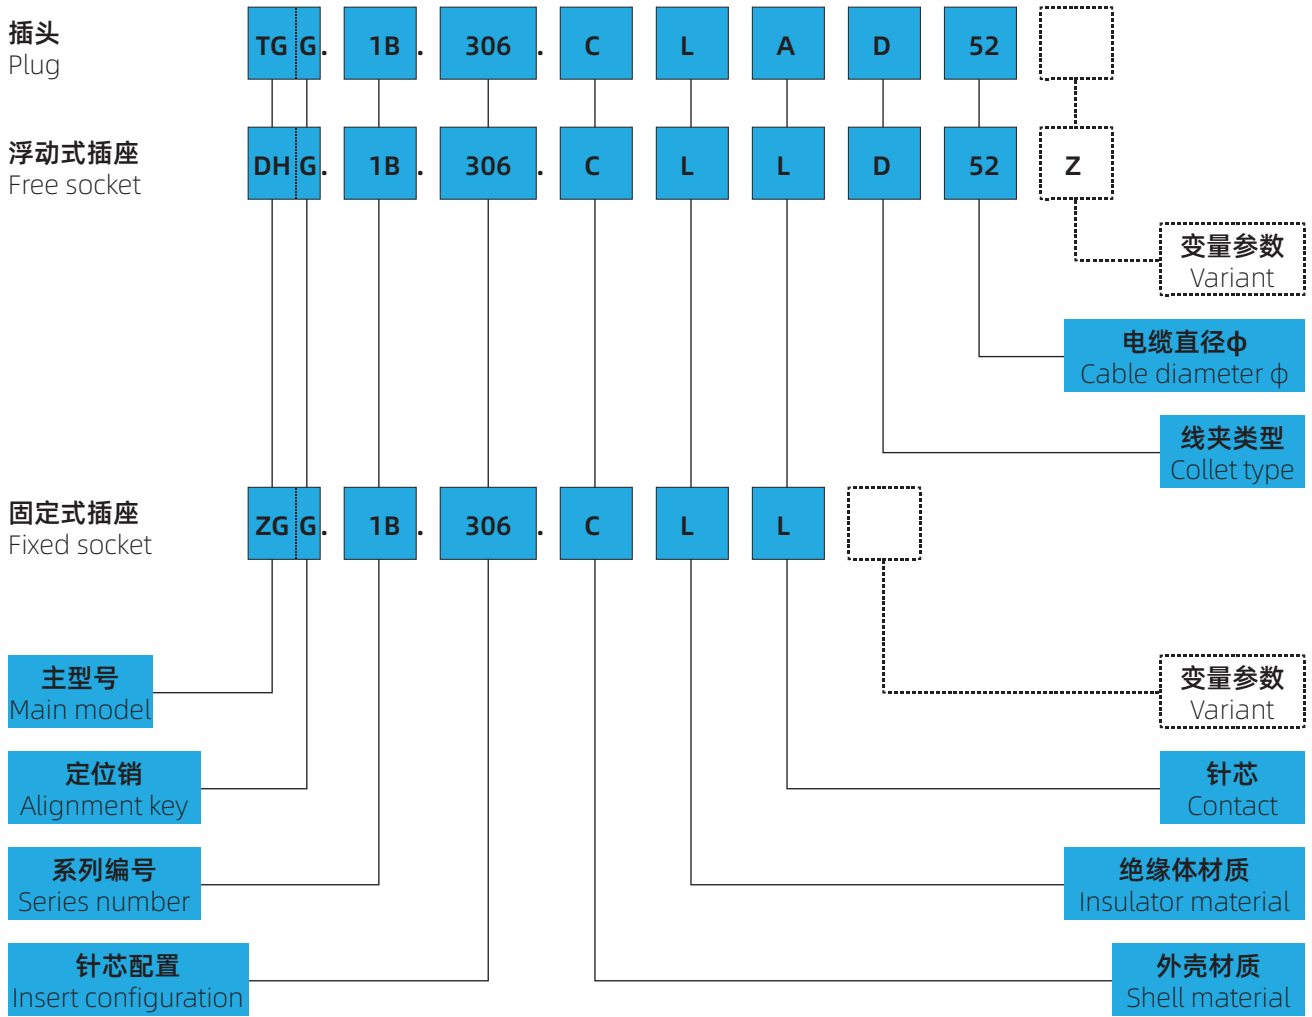 插头
Plug
TG G. 1B . 306 . C L A D 52
浮动式插座
Free socket
DH G. 1B . 306 . C L L D 52 Z
变量参数
Variant
电缆直径φ
Cable diameter φ
线夹类型
Collet type
固定式插座
Fixed socket
ZG G. 1B . 306 . C L L
主型号
Main model
变量参数
Variant
定位销
Alignment key
针芯
Contact
系列编号
Series number
绝缘体材质
Insulator material
针芯配置
Insert configuration
外壳材质
Shell material